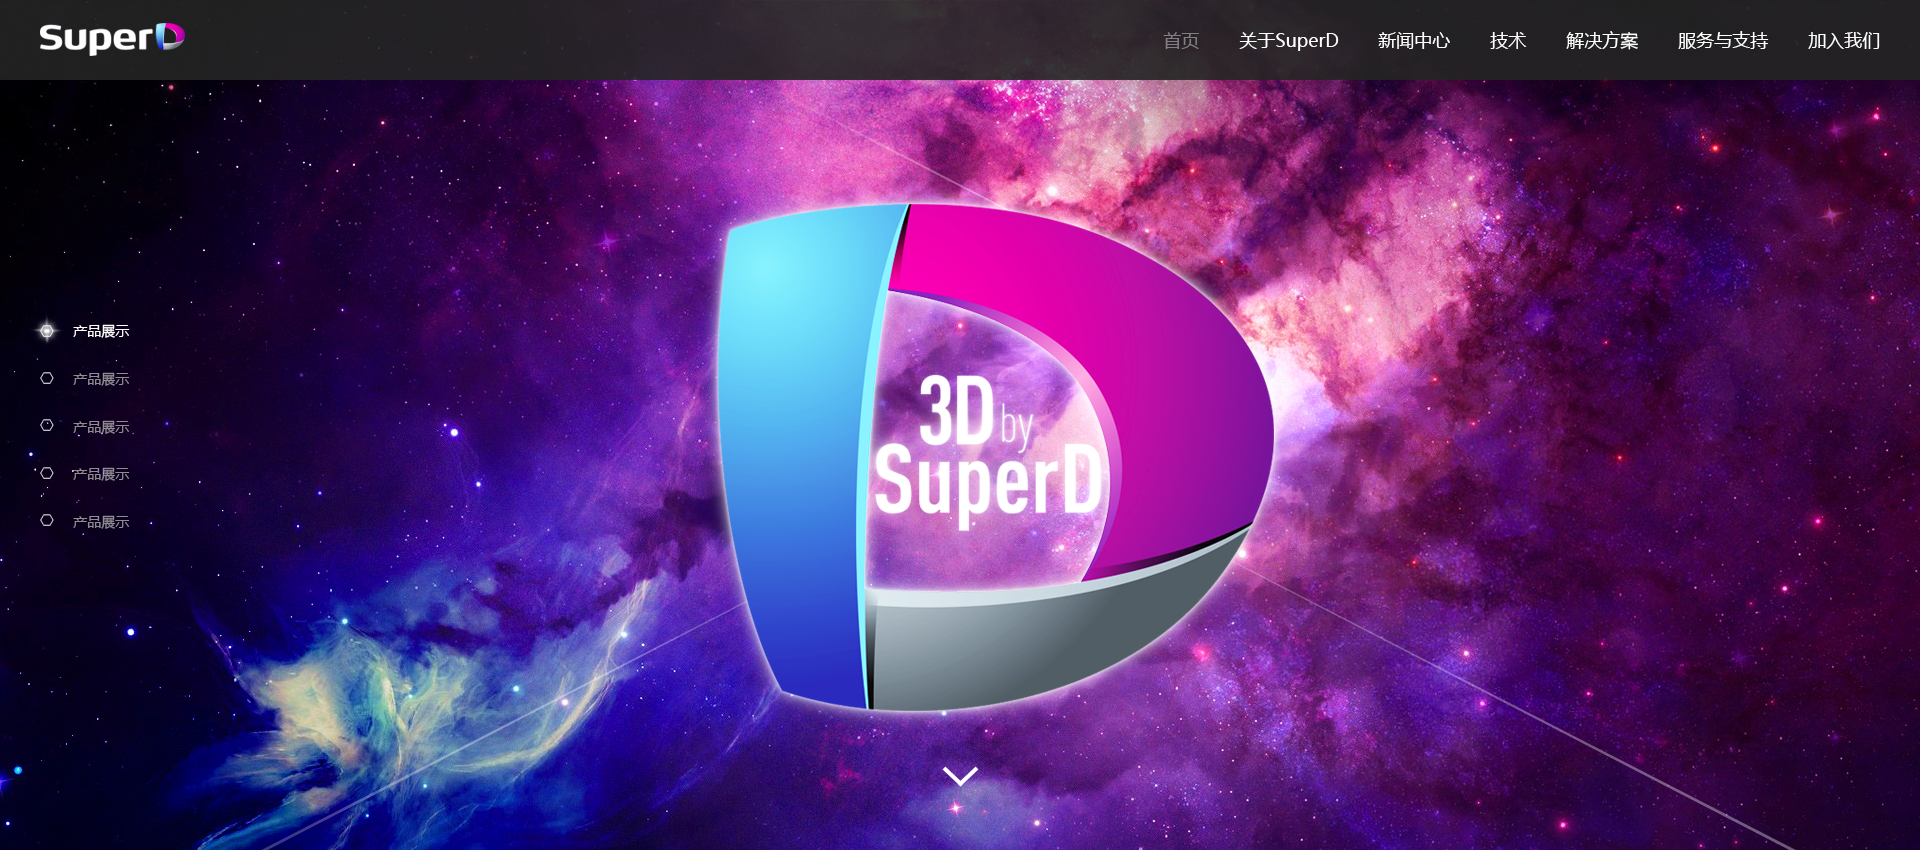 SuperD
首页
关于SuperD
新闻中心
技术
解决方案
服务与支持
加入我们
产品展示
产品展示
产品展示
产品展示
产品展示
3D by
SuperD